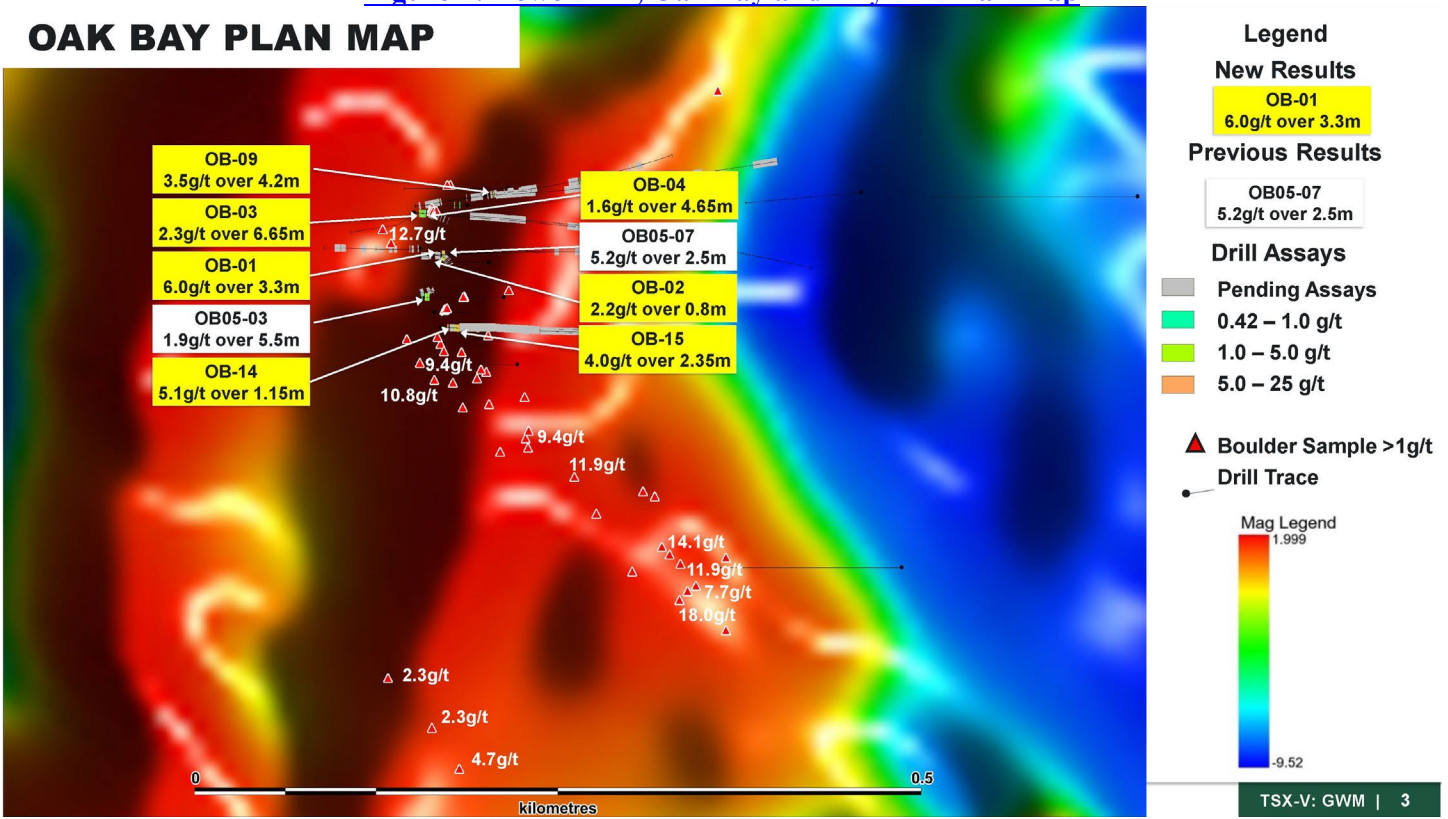 OAK BAY PLAN MAP
OB-09
3.5g/t over 4.2m
OB-03
2.3g/t over 6.65m
OB-01
6.0g/t over 3.3m
OB05-03
1.9g/t over 5.5m
OB-14
5.1g/t over 1.15m
OB-04
1.6g/t over 4.65m
OB05-07
5.2g/t over 2.5m
OB-02
2.2g/t over 0.8m
OB-15
4.0g/t over 2.35m
12.7g/t
9.4g/t
10.8g/t
9.4g/t
11.9g/t
14.1g/t
11.9g/t
7.7g/t
18.0g/t
2.3g/t
2.3g/t
4.7g/t
0
0.5
kilometres
Legend
New Results
OB-01
6.0g/t over 3.3m
Previous Results
OB05-07
5.2g/t over 2.5m
Drill Assays
Pending Assays
0.42 – 1.0 g/t
1.0 – 5.0 g/t
5.0 – 25 g/t
Boulder Sample >1g/t
Drill Trace
Mag Legend
1.999
-9.52
TSX-V: GWM | 3